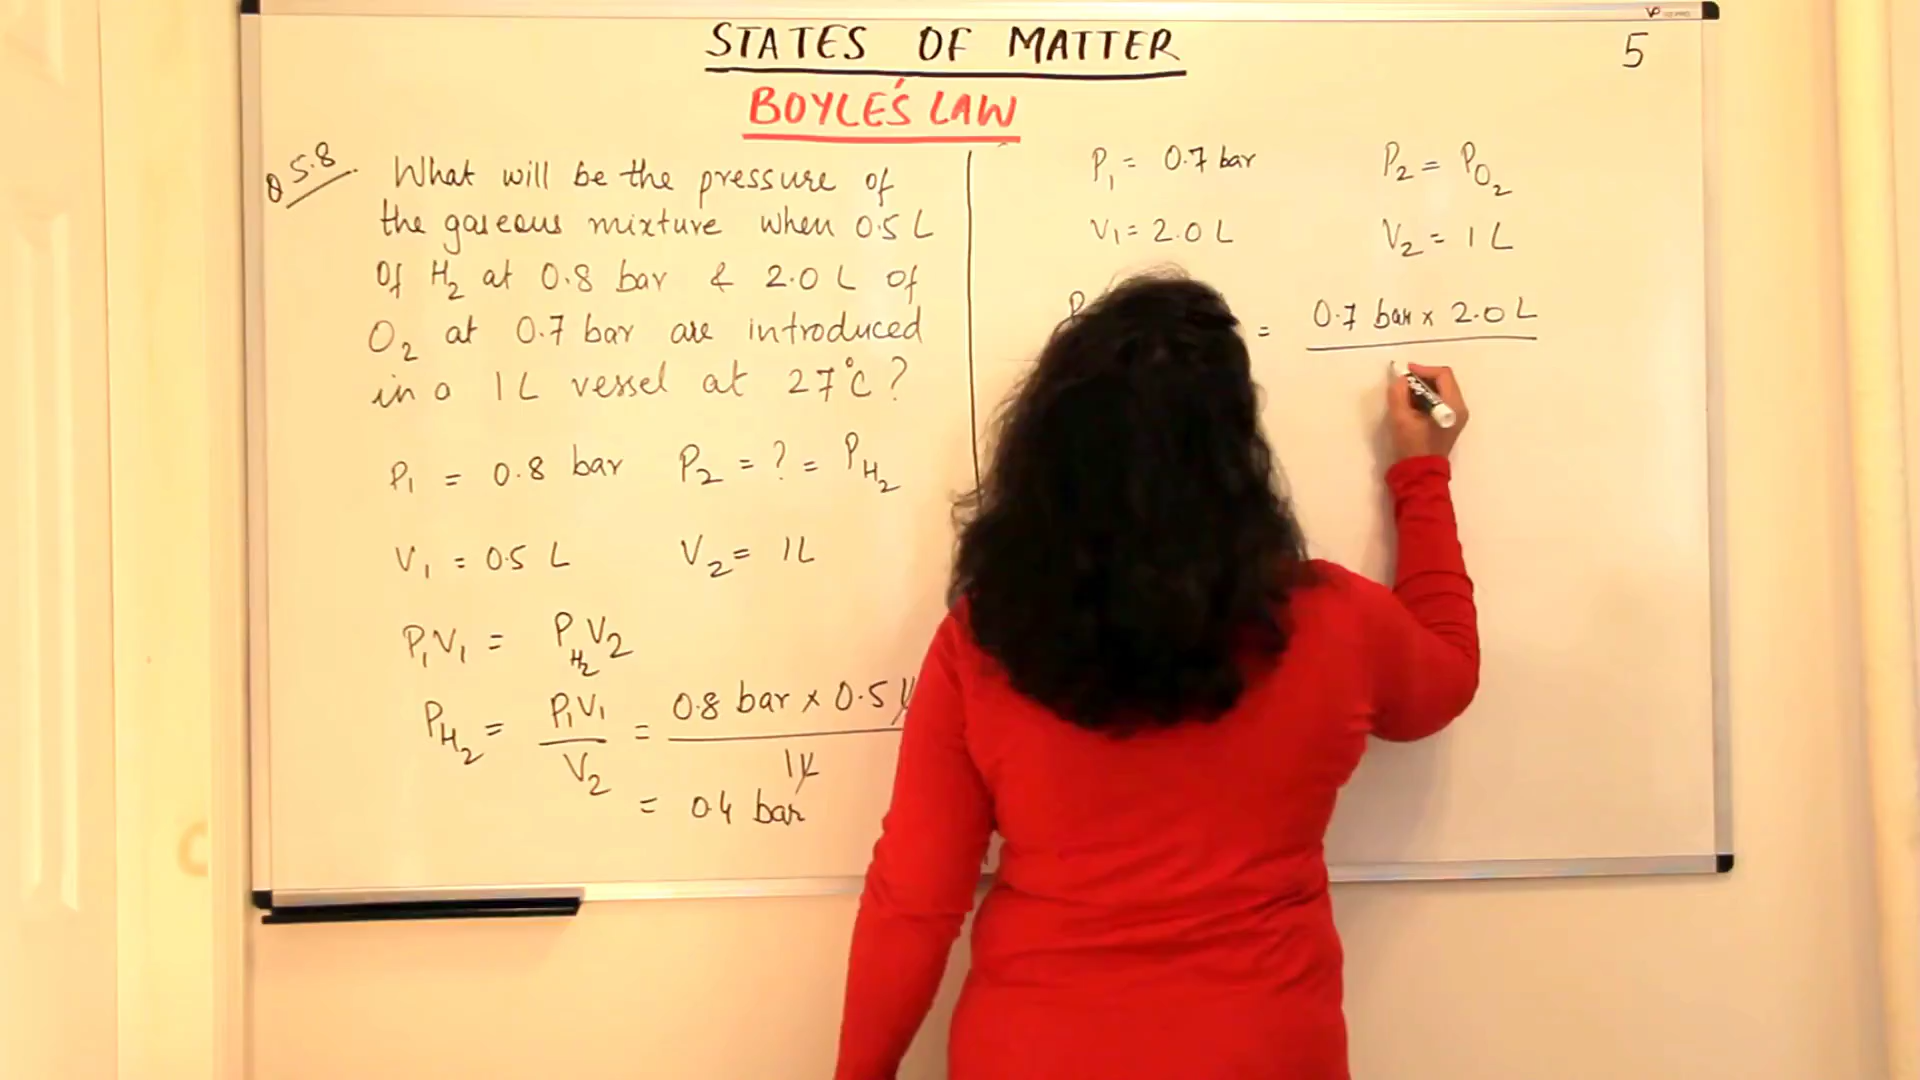 STATES OF MATTER
5
BOYLE'S LAW
Q 5.8
What will be the pressure of
the gaseous mixture when 0.5 L
of H₂ at 0.8 bar & 2.0 L of
O₂ at 0.7 bar are introduced
in a 1 L vessel at 27°C?
P₁ = 0.8 bar P₂ = ? = P_H₂
V₁ = 0.5 L V₂ = 1L
P₁V₁ = P_H₂ V₂
P_H₂ = P₁V₁ / V₂ = 0.8 bar × 0.5 L / 1L
= 0.4 bar
P₁ = 0.7 bar P₂ = P_O₂
V₁ = 2.0 L V₂ = 1 L
P = 0.7 bar × 2.0 L